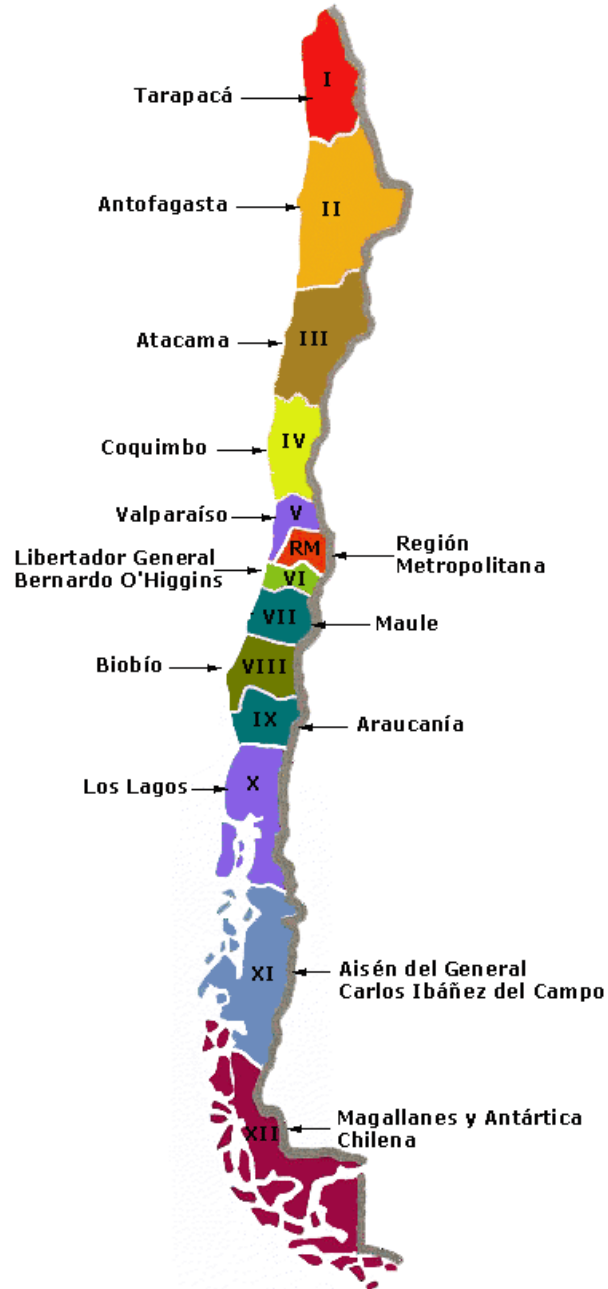 I
Tarapacá
II
Antofagasta
III
Atacama
IV
Coquimbo
V
Valparaíso
RM
Región
Metropolitana
Libertador General
Bernardo O'Higgins
VI
VII
Maule
VIII
Biobío
IX
Araucanía
X
Los Lagos
XI
Aisén del General
Carlos Ibáñez del Campo
XII
Magallanes y Antártica
Chilena